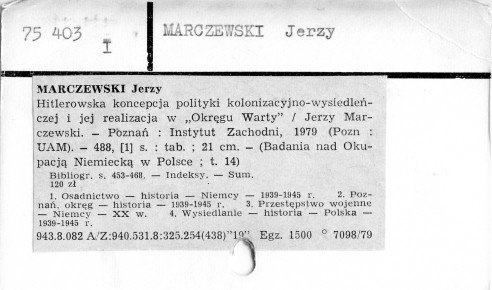 75 403
I
MARCZEWSKI Jerzy
MARCZEWSKI Jerzy
Hitlerowska koncepcja polityki kolonizacyjno-wysiedleń-
czej i jej realizacja w „Okręgu Warty" / Jerzy Mar-
czewski. — Poznań : Instytut Zachodni, 1979 (Pozn :
UAM). — 488, [1] s. : tab. ; 21 cm. — (Badania nad Oku-
pacją Niemiecką w Polsce ; t. 14)
Bibliogr. s. 453-468. — Indeksy. — Sum.
120 zł
1. Osadnictwo — historia — Niemcy — 1939-1945 r. 2. Poz-
nań, okręg — historia — 1939-1945 r. 3. Przestępstwo wojenne
— Niemcy — XX w. 4. Wysiedlanie — historia — Polska —
1939-1945 r.
943.8.082 A/Z:940.531.8:325.254(438)"19" Egz. 1500 7098/79